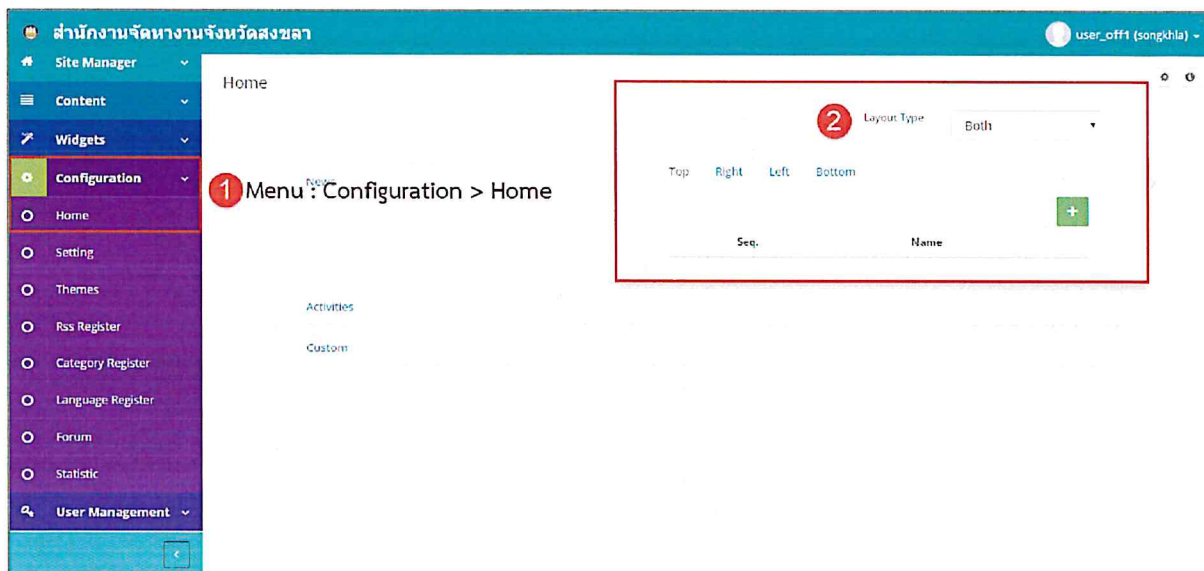 สำนักงานจัดหางานจังหวัดสงขลา
user_off1 (songkhla)
Site Manager
Content
Widgets
Configuration
Home
Setting
Themes
Rss Register
Category Register
Language Register
Forum
Statistic
User Management
Home
2 Layout Type Both
Top Right Left Bottom
+
Seq. Name
News
1 Menu : Configuration > Home
Activities
Custom